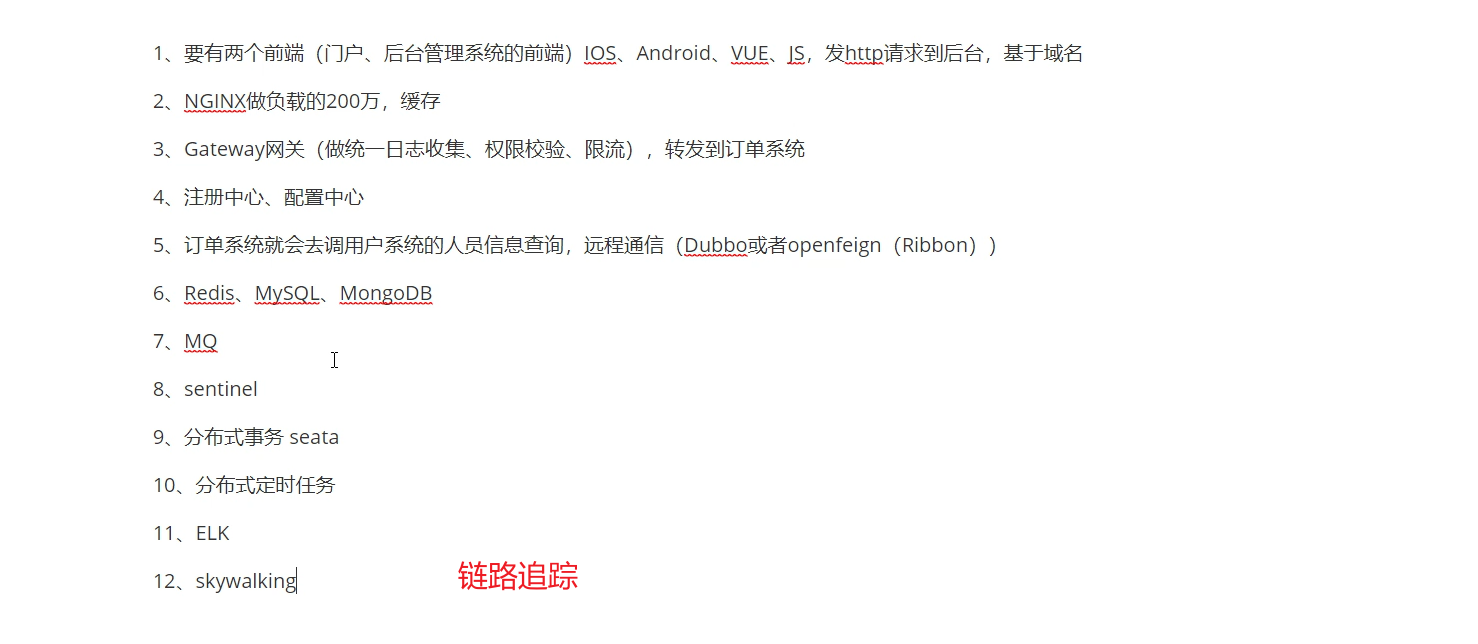 1、要有两个前端（门户、后台管理系统的前端）IOS、Android、VUE、JS，发http请求到后台，基于域名
2、NGINX做负载的200万，缓存
3、Gateway网关（做统一日志收集、权限校验、限流），转发到订单系统
4、注册中心、配置中心
5、订单系统就会去调用户系统的人员信息查询，远程通信（Dubbo或者openfeign（Ribbon））
6、Redis、MySQL、MongoDB
7、MQ
8、sentinel
9、分布式事务 seata
10、分布式定时任务
11、ELK
12、skywalking 链路追踪